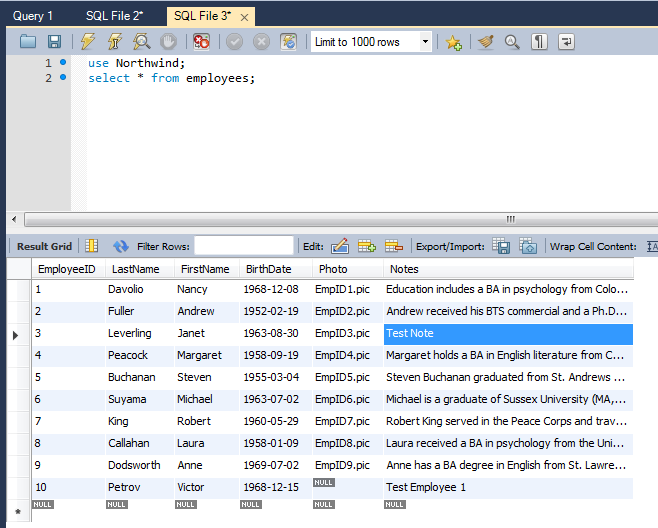 Query 1 SQL File 2* SQL File 3*
Limit to 1000 rows
1 use Northwind;
2 select * from employees;
Result Grid Filter Rows: Edit: Export/Import: Wrap Cell Content:
EmployeeID LastName FirstName BirthDate Photo Notes
1 Davolio Nancy 1968-12-08 EmpID1.pic Education includes a BA in psychology from Colo...
2 Fuller Andrew 1952-02-19 EmpID2.pic Andrew received his BTS commercial and a Ph.D...
3 Leverling Janet 1963-08-30 EmpID3.pic Test Note
4 Peacock Margaret 1958-09-19 EmpID4.pic Margaret holds a BA in English literature from C...
5 Buchanan Steven 1955-03-04 EmpID5.pic Steven Buchanan graduated from St. Andrews ...
6 Suyama Michael 1963-07-02 EmpID6.pic Michael is a graduate of Sussex University (MA,...
7 King Robert 1960-05-29 EmpID7.pic Robert King served in the Peace Corps and trav...
8 Callahan Laura 1958-01-09 EmpID8.pic Laura received a BA in psychology from the Uni...
9 Dodsworth Anne 1969-07-02 EmpID9.pic Anne has a BA degree in English from St. Lawre...
10 Petrov Victor 1968-12-15 NULL Test Employee 1
* NULL NULL NULL NULL NULL NULL